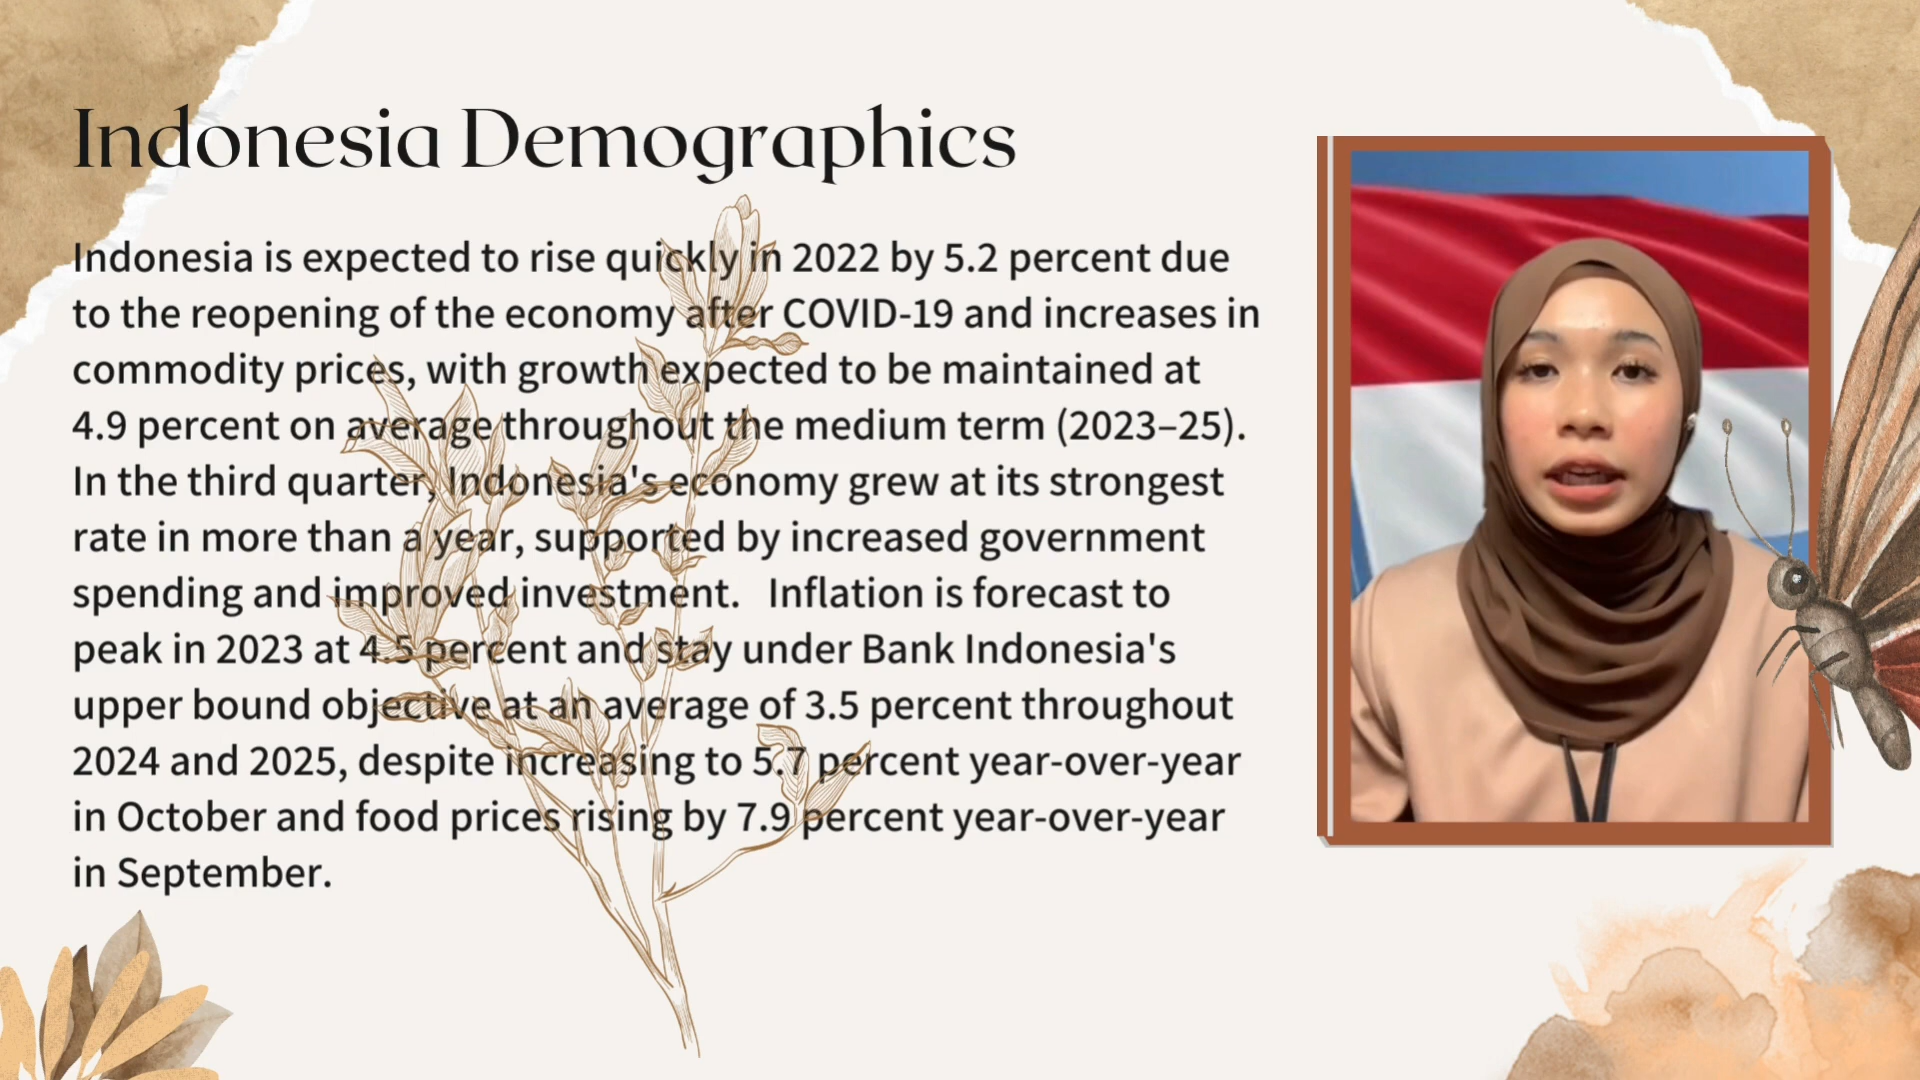 Indonesia Demographics
Indonesia is expected to rise quickly in 2022 by 5.2 percent due
to the reopening of the economy after COVID-19 and increases in
commodity prices, with growth expected to be maintained at
4.9 percent on average throughout the medium term (2023–25).
In the third quarter, Indonesia's economy grew at its strongest
rate in more than a year, supported by increased government
spending and improved investment.   Inflation is forecast to
peak in 2023 at 4.5 percent and stay under Bank Indonesia's
upper bound objective at an average of 3.5 percent throughout
2024 and 2025, despite increasing to 5.7 percent year-over-year
in October and food prices rising by 7.9 percent year-over-year
in September.